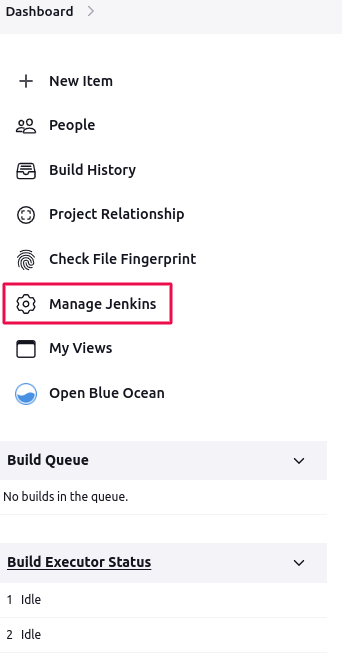 Dashboard
New Item
People
Build History
Project Relationship
Check File Fingerprint
Manage Jenkins
My Views
Open Blue Ocean
Build Queue
No builds in the queue.
Build Executor Status
1 Idle
2 Idle